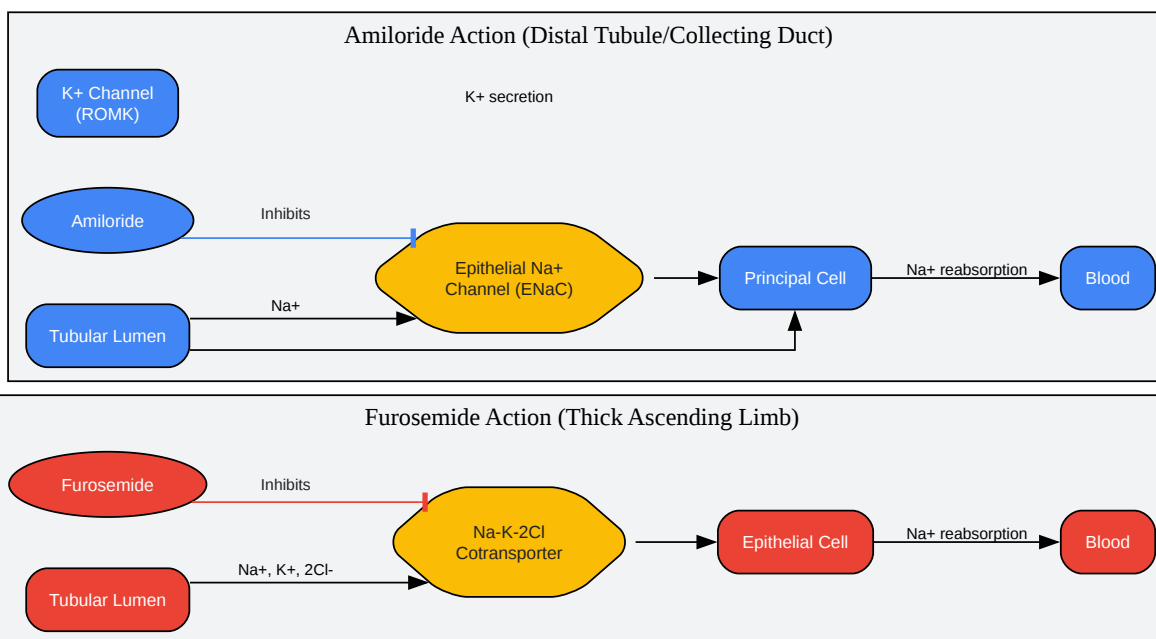 Amiloride Action (Distal Tubule/Collecting Duct)
K+ Channel
(ROMK)
K+ secretion
Amiloride
Inhibits
Epithelial Na+
Channel (ENaC)
Principal Cell
Na+ reabsorption
Blood
Na+
Tubular Lumen
Furosemide Action (Thick Ascending Limb)
Furosemide
Inhibits
Na-K-2Cl
Cotransporter
Epithelial Cell
Na+ reabsorption
Blood
Na+, K+, 2Cl-
Tubular Lumen